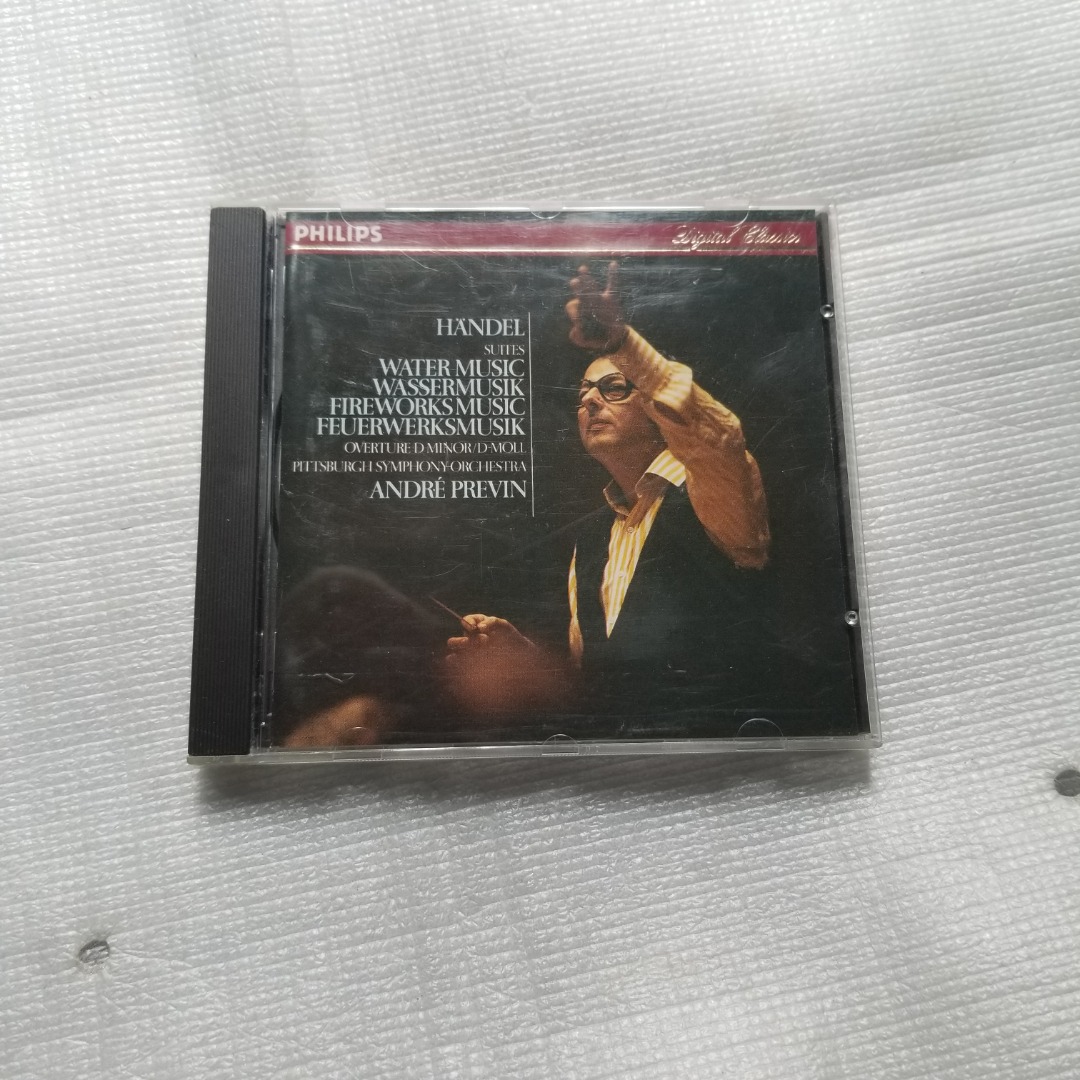 PHILIPS
Digital Classics
HÄNDEL
SUITES
WATER MUSIC
WASSERMUSIK
FIREWORKS MUSIC
FEUERWERKSMUSIK
OVERTURE D MINOR/D-MOLL
PITTSBURGH SYMPHONY-ORCHESTRA
ANDRÉ PREVIN